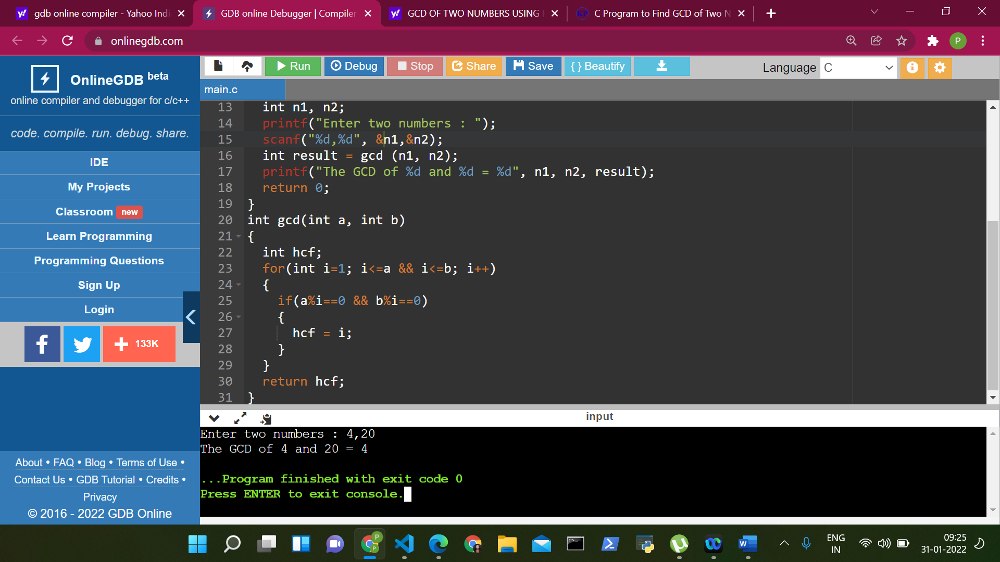 gdb online compiler - Yahoo Indi
GDB online Debugger | Compiler
GCD OF TWO NUMBERS USING
C Program to Find GCD of Two N
onlinegdb.com
P
OnlineGDB beta
online compiler and debugger for c/c++
code. compile. run. debug. share.
IDE
My Projects
Classroom new
Learn Programming
Programming Questions
Sign Up
Login
133K
About • FAQ • Blog • Terms of Use •
Contact Us • GDB Tutorial • Credits •
Privacy
© 2016 - 2022 GDB Online
Run Debug Stop Share Save { } Beautify
Language C
main.c
13 int n1, n2;
14 printf("Enter two numbers : ");
15 scanf("%d,%d", &n1,&n2);
16 int result = gcd (n1, n2);
17 printf("The GCD of %d and %d = %d", n1, n2, result);
18 return 0;
19 }
20 int gcd(int a, int b)
21 {
22 int hcf;
23 for(int i=1; i<=a && i<=b; i++)
24 {
25 if(a%i==0 && b%i==0)
26 {
27 hcf = i;
28 }
29 }
30 return hcf;
31 }
input
Enter two numbers : 4,20
The GCD of 4 and 20 = 4
...Program finished with exit code 0
Press ENTER to exit console.
ENG
IN
09:25
31-01-2022